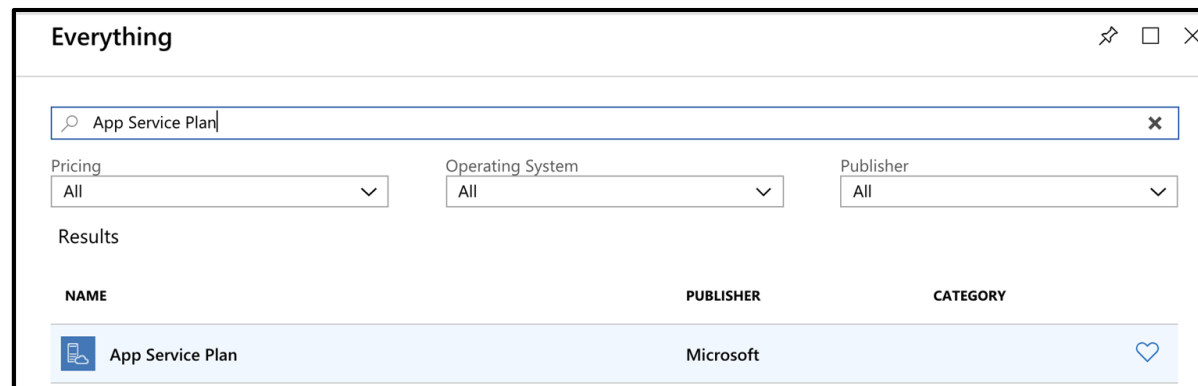 Everything
App Service Plan
Pricing Operating System Publisher
All All All
Results
NAME PUBLISHER CATEGORY
App Service Plan Microsoft